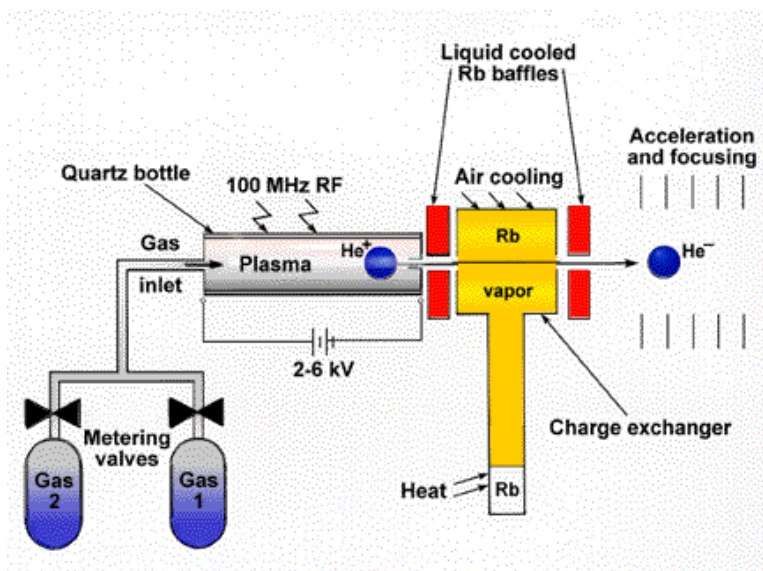 Liquid cooled
Rb baffles
Acceleration
and focusing
Quartz bottle
100 MHz RF
Air cooling
Gas
inlet
Plasma
He+
Rb
vapor
He−
2-6 kV
Metering
valves
Gas
2
Gas
1
Charge exchanger
Heat
Rb